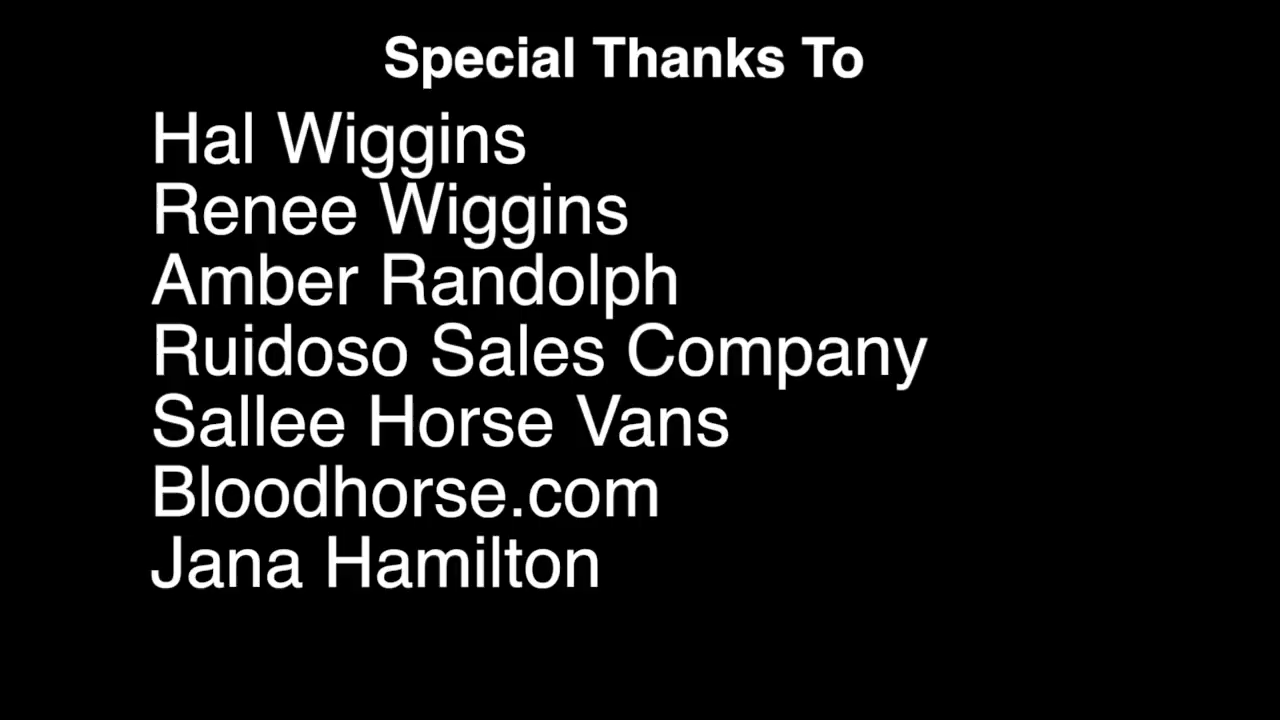 Special Thanks To
Hal Wiggins
Renee Wiggins
Amber Randolph
Ruidoso Sales Company
Sallee Horse Vans
Bloodhorse.com
Jana Hamilton